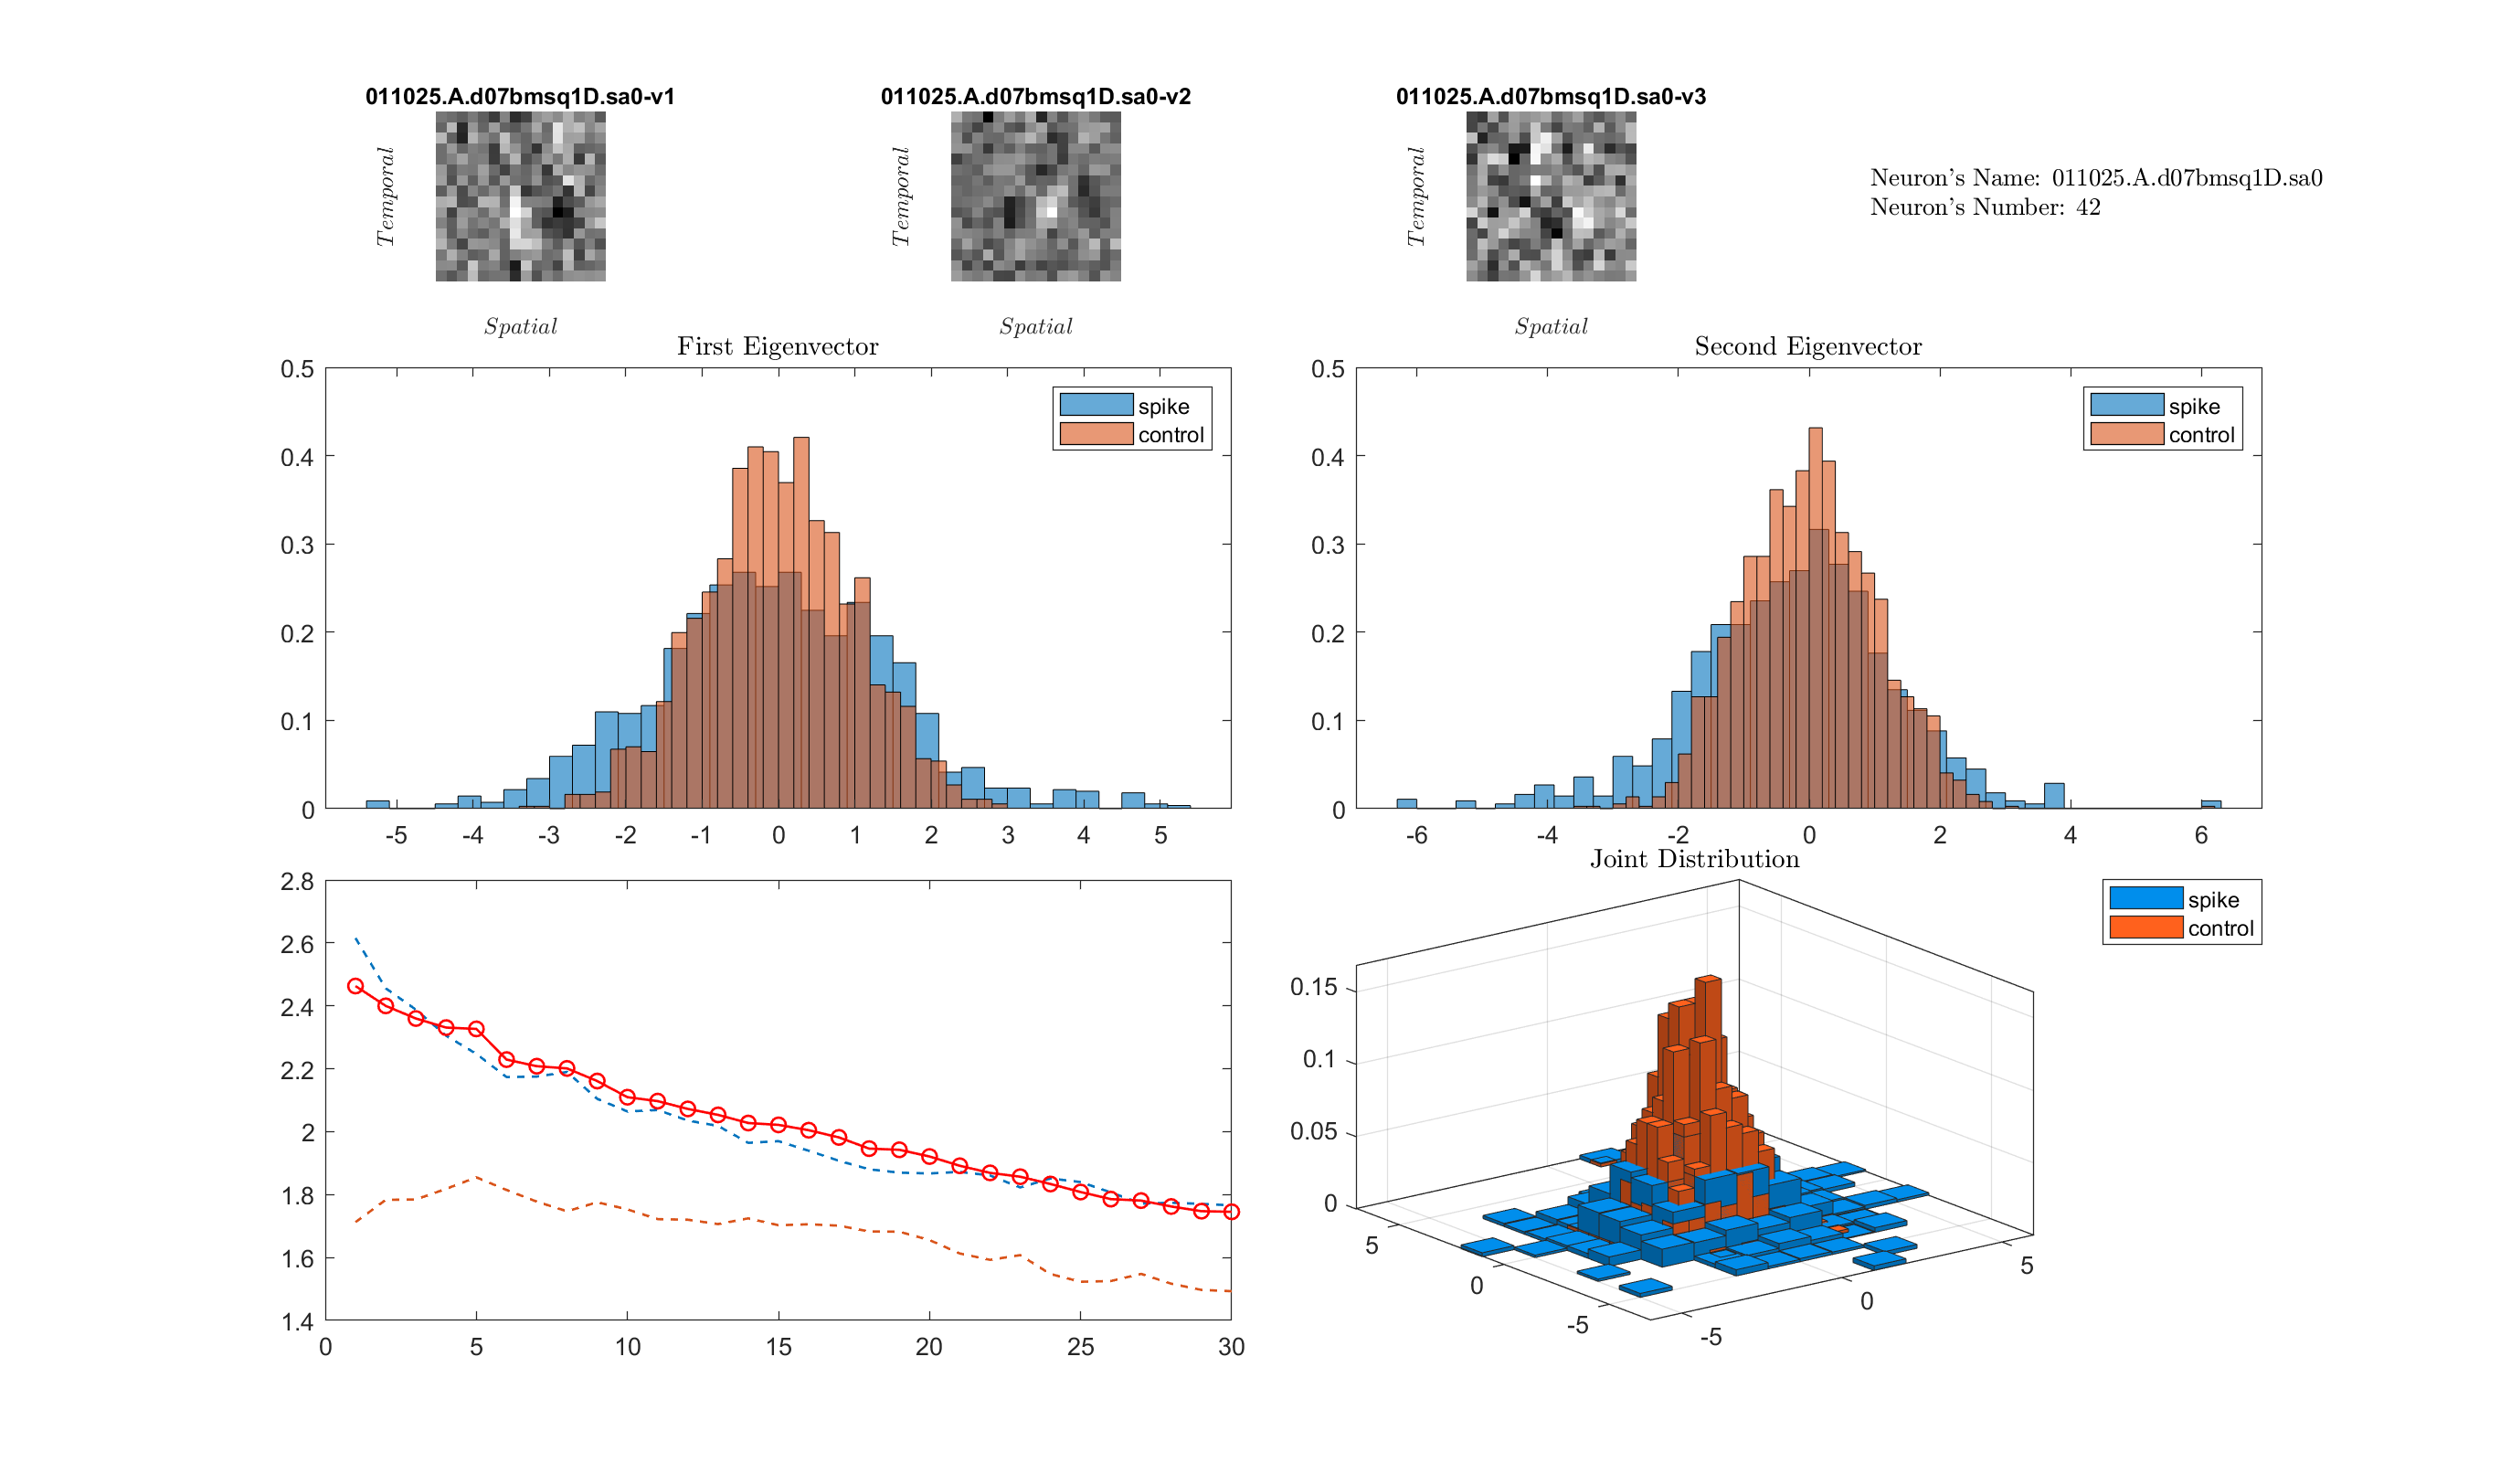 011025.A.d07bmsq1D.sa0-v1
011025.A.d07bmsq1D.sa0-v2
011025.A.d07bmsq1D.sa0-v3
Temporal
Temporal
Temporal
Neuron's Name: 011025.A.d07bmsq1D.sa0
Neuron's Number: 42
Spatial
Spatial
Spatial
First Eigenvector
0.5
0.4
0.3
0.2
0.1
0
-5 -4 -3 -2 -1 0 1 2 3 4 5
spike
control
Second Eigenvector
0.5
0.4
0.3
0.2
0.1
0
-6 -4 -2 0 2 4 6
spike
control
2.8
2.6
2.4
2.2
2
1.8
1.6
1.4
0 5 10 15 20 25 30
Joint Distribution
spike
control
0.15
0.1
0.05
0
5
0
-5
-5
0
5